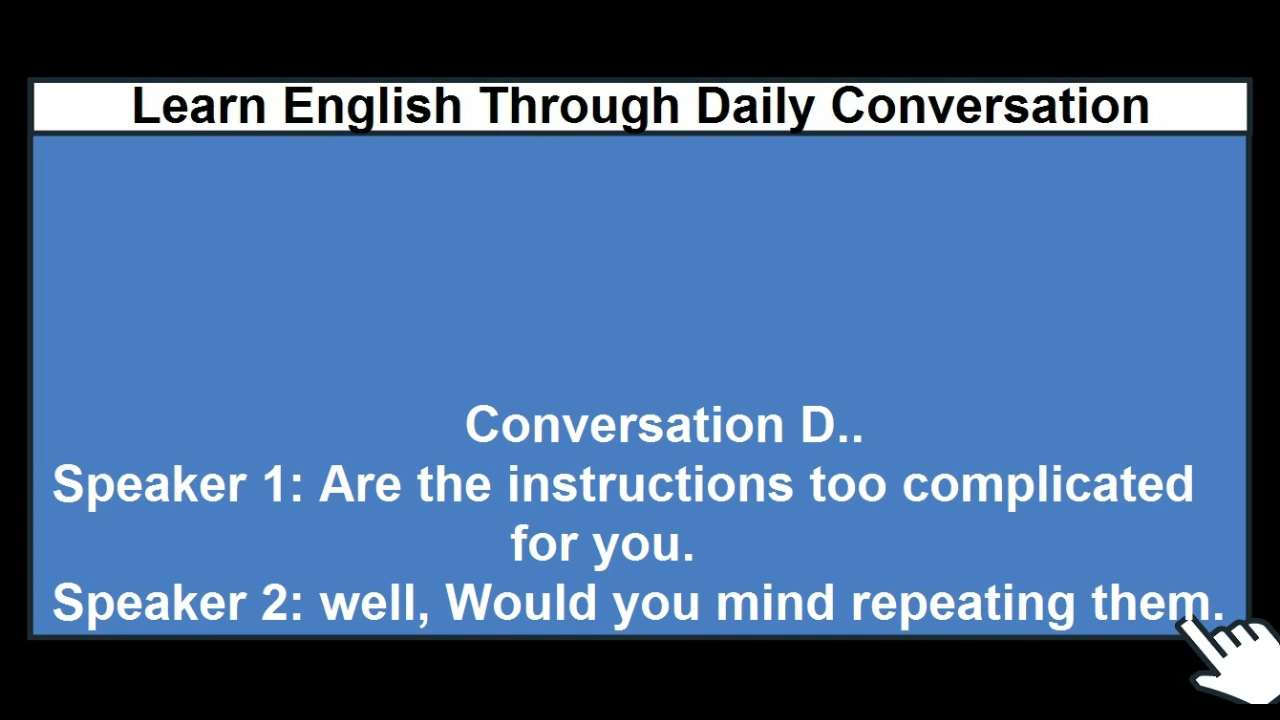 Learn English Through Daily Conversation
Conversation D..
Speaker 1: Are the instructions too complicated
for you.
Speaker 2: well, Would you mind repeating them.